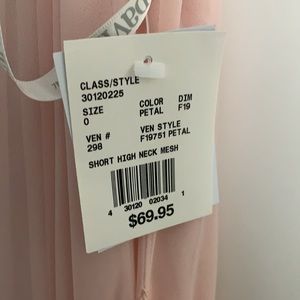 CLASS/STYLE
30120225
SIZE COLOR DIM
0 PETAL F19
VEN # VEN STYLE
298 F19751 PETAL
SHORT HIGH NECK MESH
4 30120 02034 1
$69.95